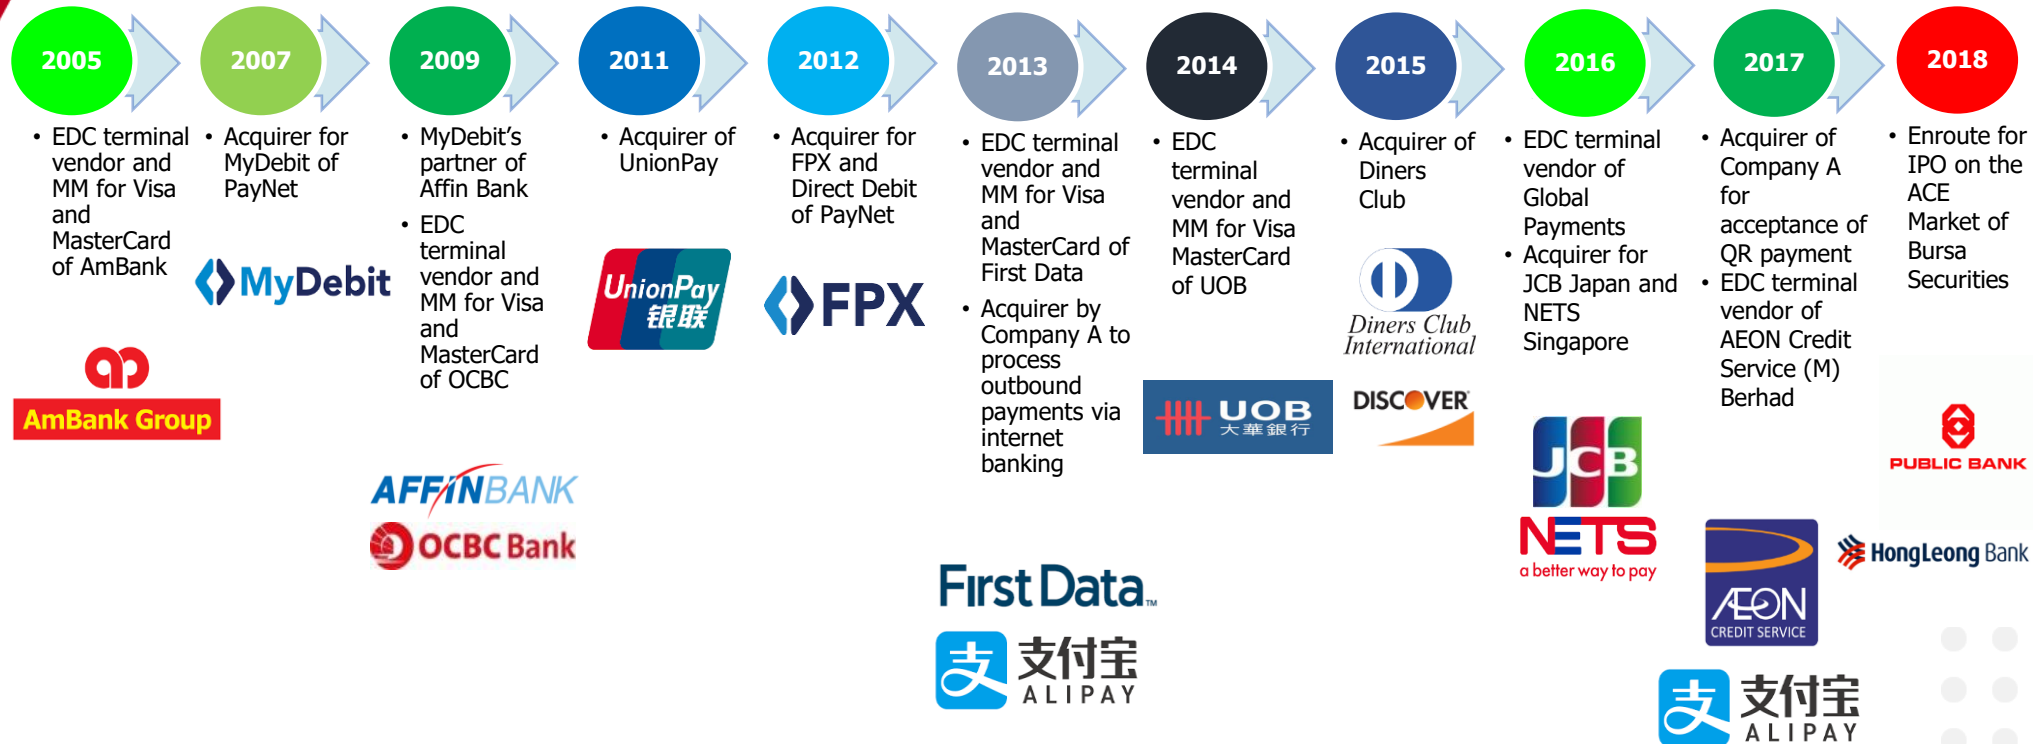 2005
2007
2009
2011
2012
2013
2014
2015
2016
2017
2018
• EDC terminal
vendor and
MM for Visa
and
MasterCard
of AmBank
AmBank Group
• Acquirer for
MyDebit of
PayNet
MyDebit
• MyDebit’s
partner of
Affin Bank
• EDC
terminal
vendor and
MM for Visa
and
MasterCard
of OCBC
AFFINBANK
OCBC Bank
• Acquirer of
UnionPay
UnionPay
银联
• Acquirer for
FPX and
Direct Debit
of PayNet
FPX
• EDC terminal
vendor and
MM for Visa
and
MasterCard of
First Data
• Acquirer by
Company A to
process
outbound
payments via
internet
banking
First Data™
支 支付宝
ALIPAY
• EDC
terminal
vendor and
MM for Visa
MasterCard
of UOB
UOB
大華銀行
• Acquirer of
Diners
Club
Diners Club
International
DISCOVER
• EDC terminal
vendor of
Global
Payments
• Acquirer for
JCB Japan and
NETS
Singapore
JCB
NETS
a better way to pay
• Acquirer of
Company A
for
acceptance of
QR payment
• EDC terminal
vendor of
AEON Credit
Service (M)
Berhad
ÆON
CREDIT SERVICE
支 支付宝
ALIPAY
• Enroute for
IPO on the
ACE
Market of
Bursa
Securities
PUBLIC BANK
HongLeong Bank